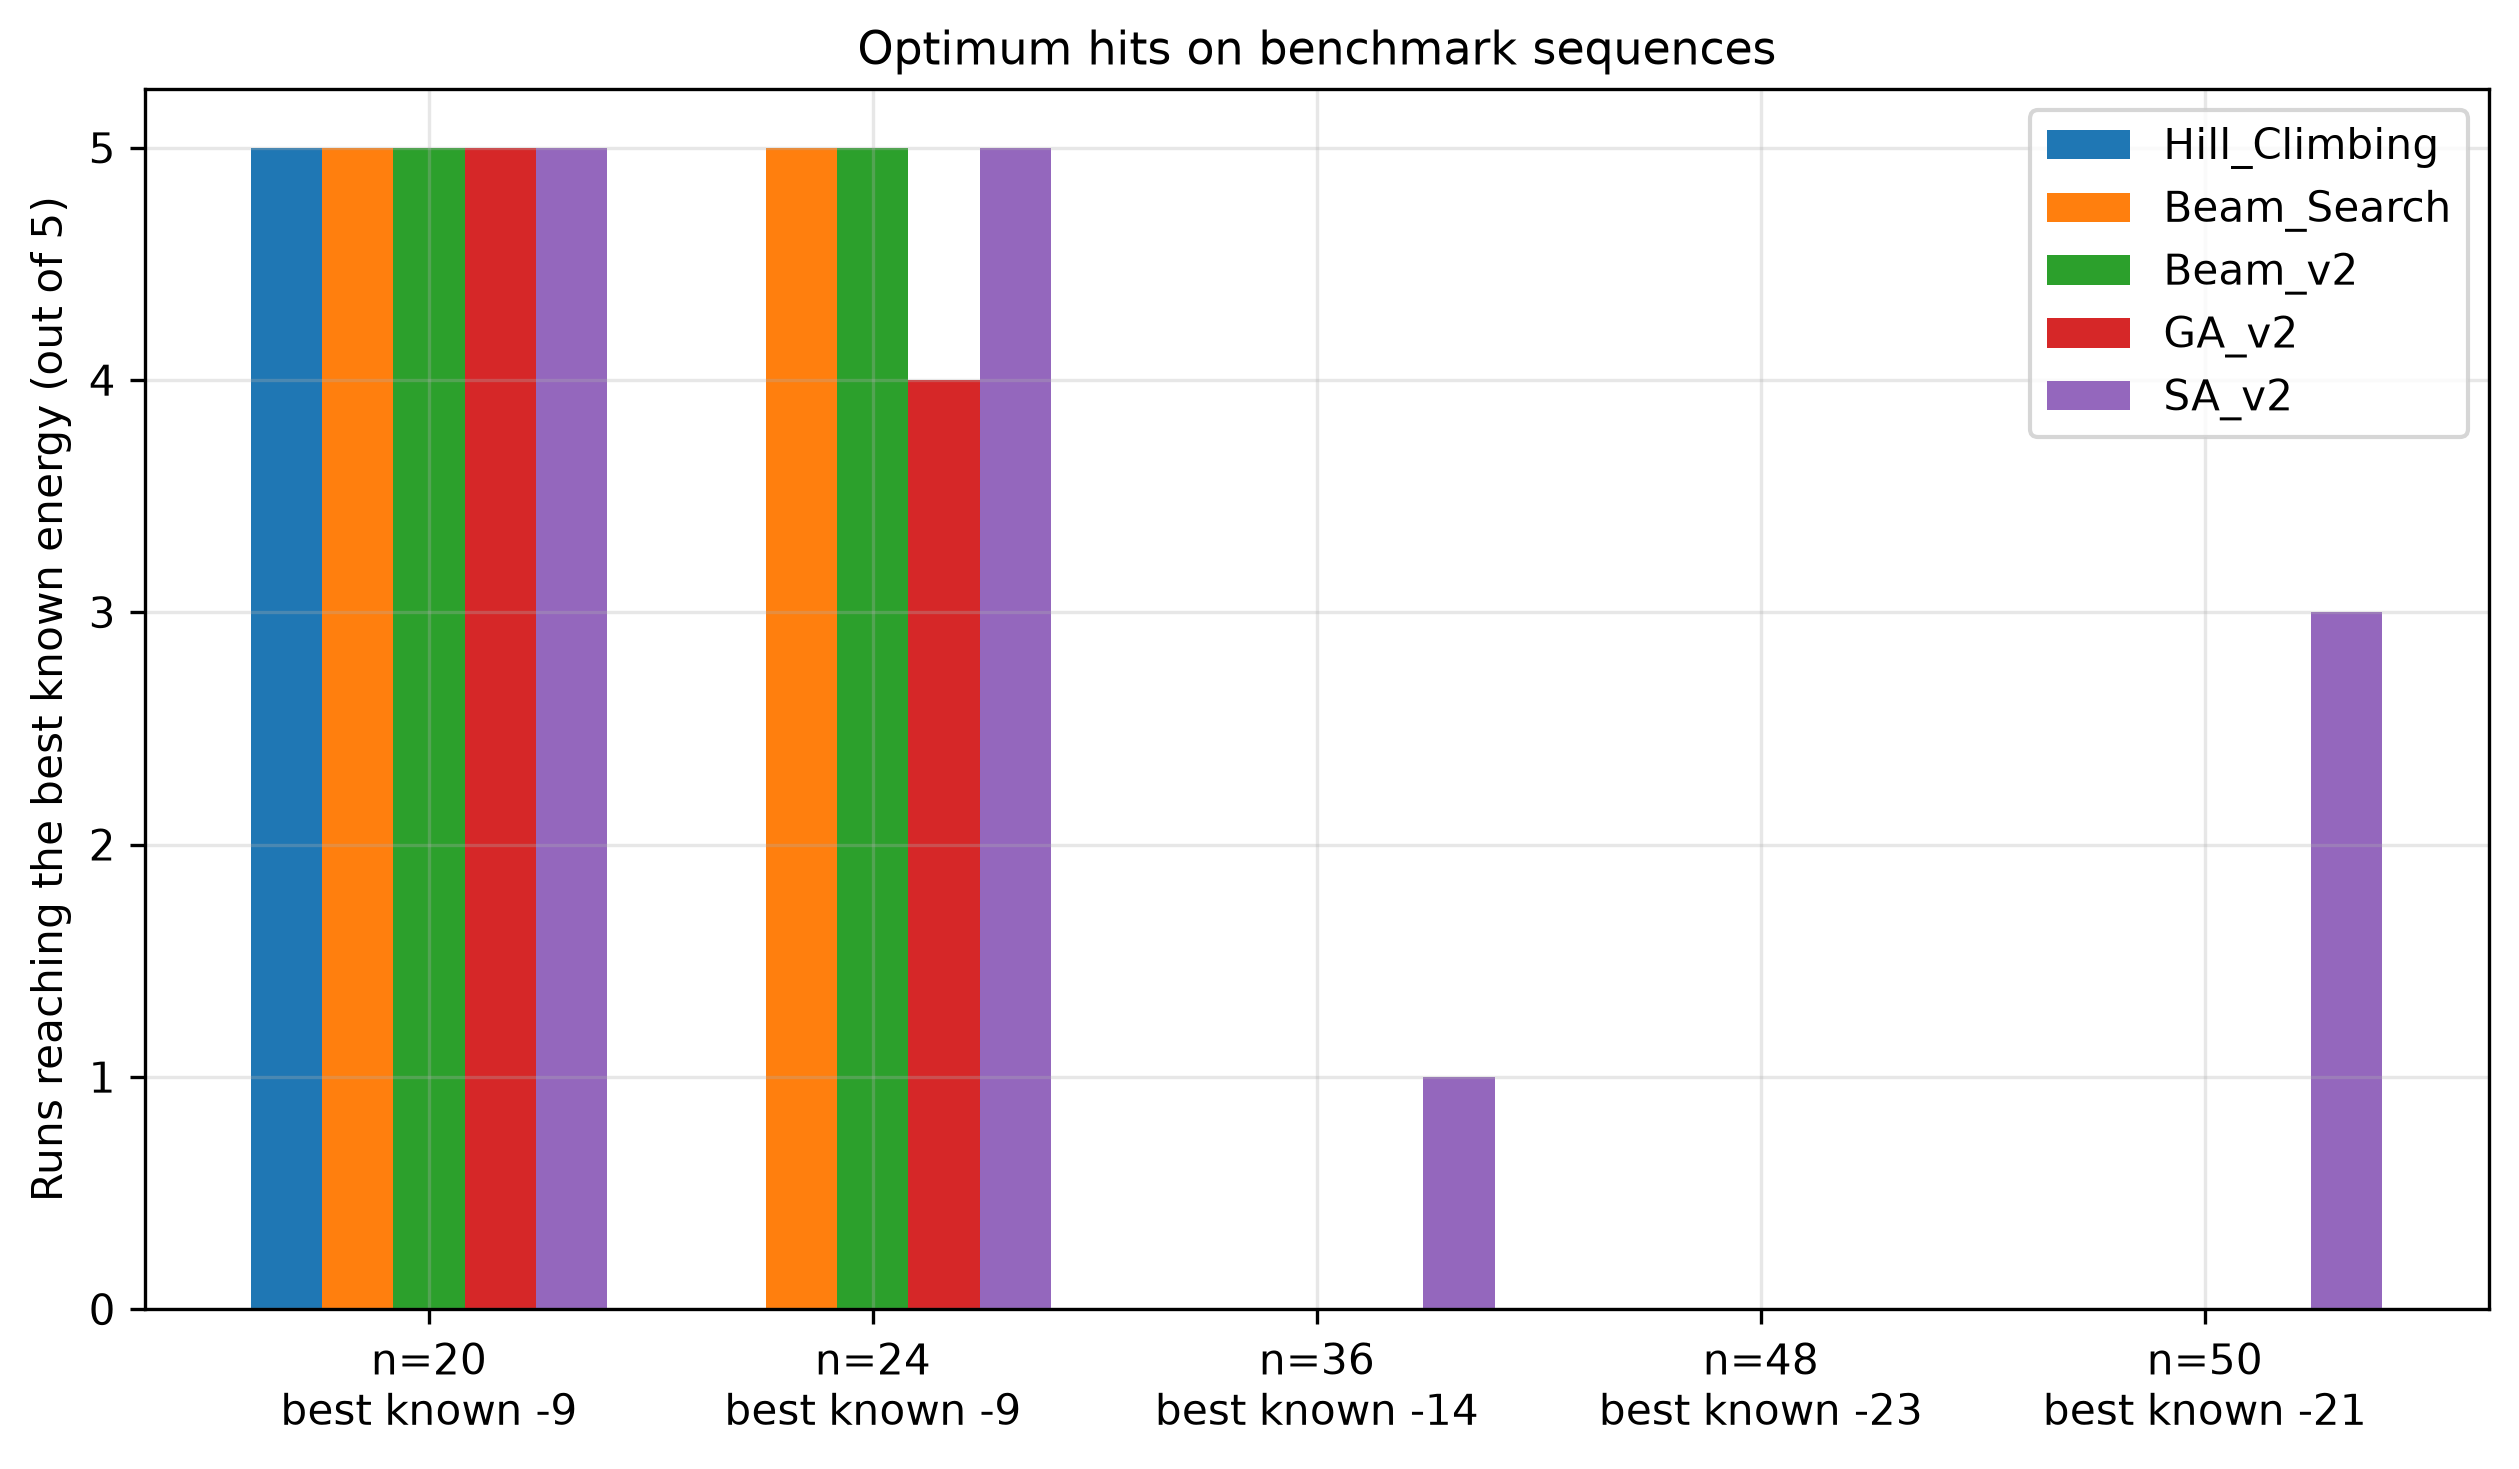 Optimum hits on benchmark sequences
Runs reaching the best known energy (out of 5)
5
4
3
2
1
0
Hill_Climbing
Beam_Search
Beam_v2
GA_v2
SA_v2
n=20
best known -9
n=24
best known -9
n=36
best known -14
n=48
best known -23
n=50
best known -21